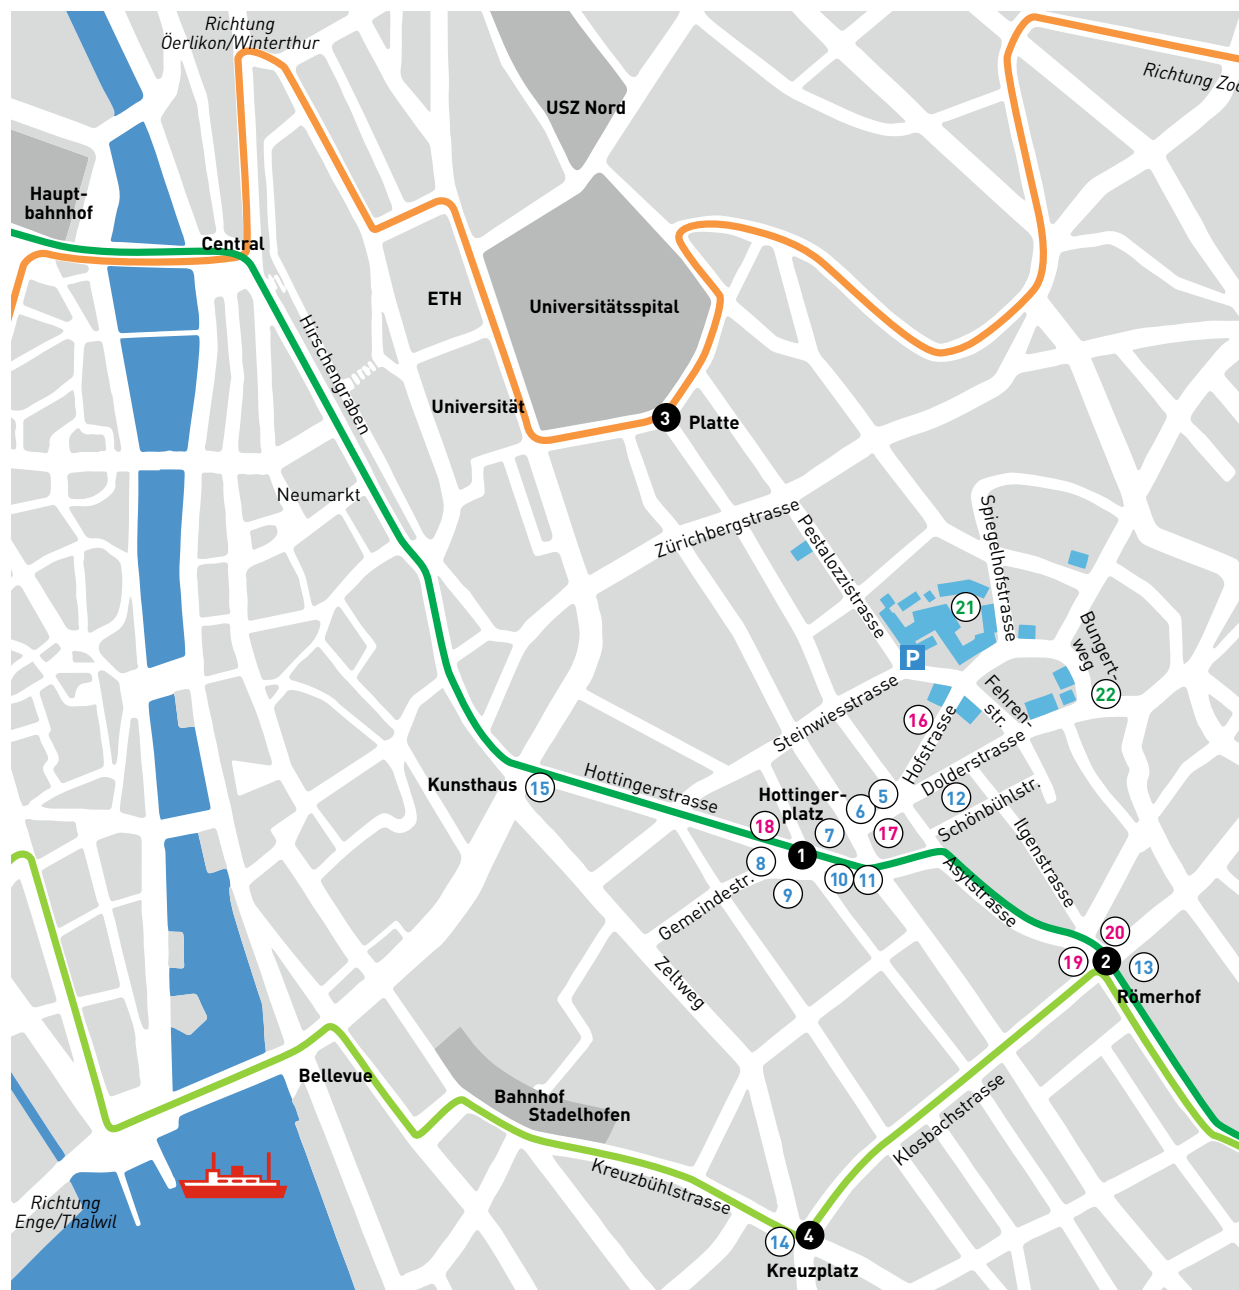 Richtung
Öerlikon/Winterthur
Richtung Zoo
USZ Nord
Haupt-
bahnhof
Central
ETH
Universitätsspital
Hirschengraben
Universität
3
Platte
Neumarkt
Zürichbergstrasse
Pestalozzistrasse
Spiegelhofstrasse
21
Bungert-
weg
P
22
Fehren-
str.
Steinwiesstrasse
16
Hofstrasse
Dolderstrasse
Kunsthaus
15
Hottingerstrasse
Hottinger-
platz
5
6
12
Schönbühlstr.
18
7
17
Ilgenstrasse
1
8
10
11
9
Asylstrasse
Gemeindestr.
Zeltweg
20
19
2
13
Römerhof
Bellevue
Bahnhof
Stadelhofen
Klosbachstrasse
Kreuzbühlstrasse
Richtung
Enge/Thalwil
14
4
Kreuzplatz